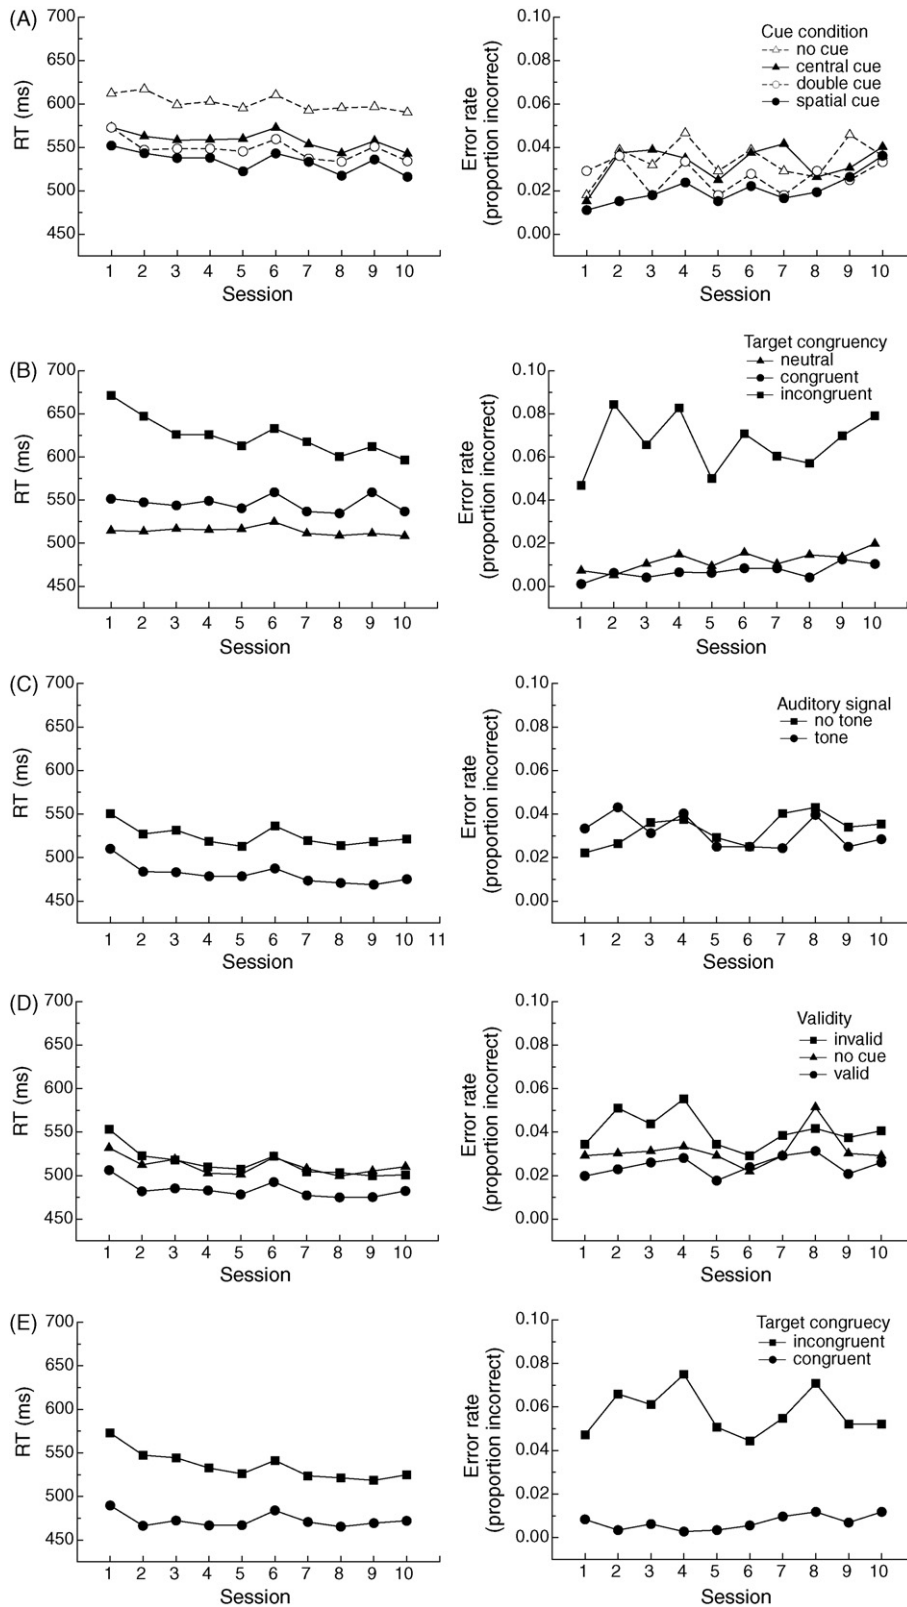 (A)
700
650
600
550
500
450
RT (ms)
1 2 3 4 5 6 7 8 9 10
Session
0.10
0.08
0.06
0.04
0.02
0.00
Error rate
(proportion incorrect)
Cue condition
no cue
central cue
double cue
spatial cue
1 2 3 4 5 6 7 8 9 10
Session
(B)
700
650
600
550
500
450
RT (ms)
1 2 3 4 5 6 7 8 9 10
Session
0.10
0.08
0.06
0.04
0.02
0.00
Error rate
(proportion incorrect)
Target congruency
neutral
congruent
incongruent
1 2 3 4 5 6 7 8 9 10
Session
(C)
700
650
600
550
500
450
RT (ms)
1 2 3 4 5 6 7 8 9 10 11
Session
0.10
0.08
0.06
0.04
0.02
0.00
Error rate
(proportion incorrect)
Auditory signal
no tone
tone
1 2 3 4 5 6 7 8 9 10
Session
(D)
700
650
600
550
500
450
RT (ms)
1 2 3 4 5 6 7 8 9 10
Session
0.10
0.08
0.06
0.04
0.02
0.00
Error rate
(proportion incorrect)
Validity
invalid
no cue
valid
1 2 3 4 5 6 7 8 9 10
Session
(E)
700
650
600
550
500
450
RT (ms)
1 2 3 4 5 6 7 8 9 10
Session
0.10
0.08
0.06
0.04
0.02
0.00
Error rate
(proportion incorrect)
Target congruecy
incongruent
congruent
1 2 3 4 5 6 7 8 9 10
Session